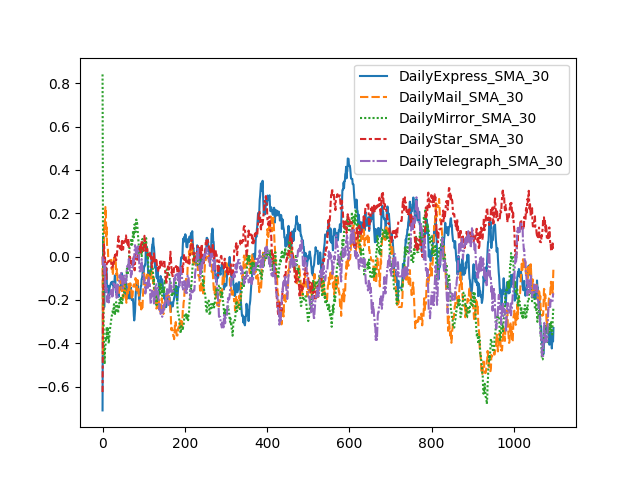 DailyExpress_SMA_30
DailyMail_SMA_30
DailyMirror_SMA_30
DailyStar_SMA_30
DailyTelegraph_SMA_30
0.8
0.6
0.4
0.2
0.0
−0.2
−0.4
−0.6
0 200 400 600 800 1000